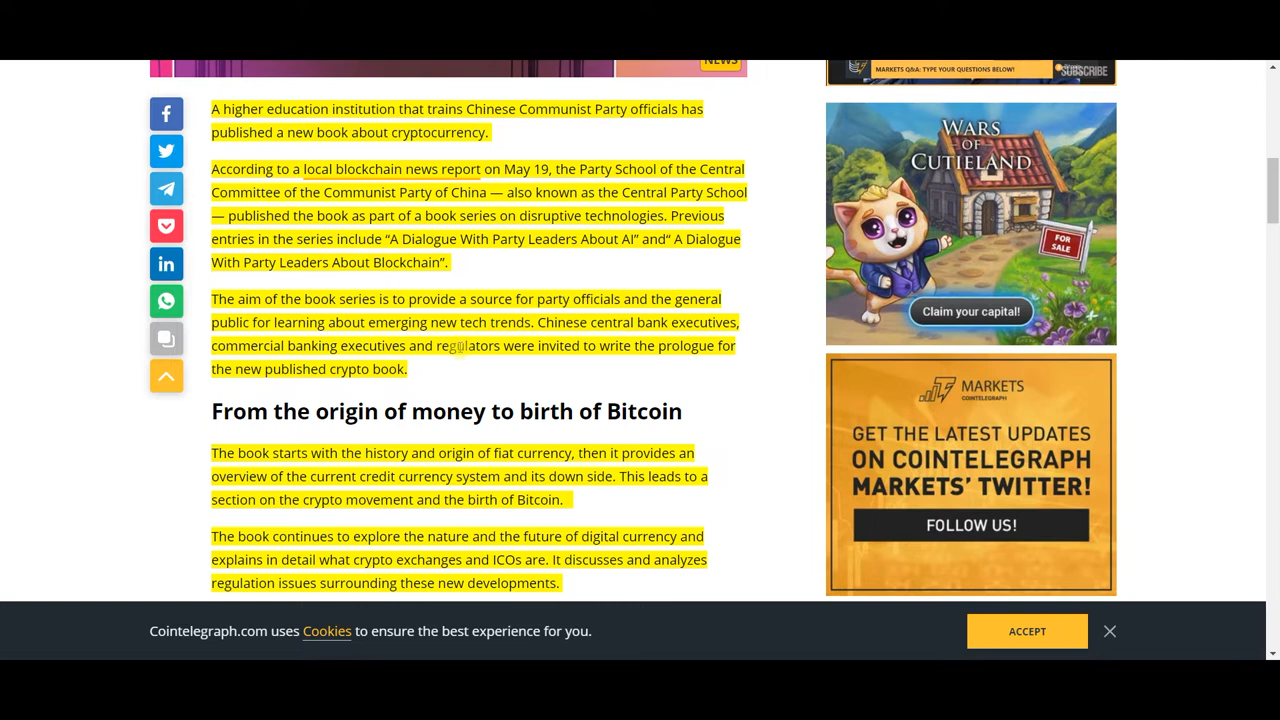 NEWS
A higher education institution that trains Chinese Communist Party officials has
published a new book about cryptocurrency.
According to a local blockchain news report on May 19, the Party School of the Central
Committee of the Communist Party of China — also known as the Central Party School
— published the book as part of a book series on disruptive technologies. Previous
entries in the series include “A Dialogue With Party Leaders About AI” and“ A Dialogue
With Party Leaders About Blockchain”.
The aim of the book series is to provide a source for party officials and the general
public for learning about emerging new tech trends. Chinese central bank executives,
commercial banking executives and regulators were invited to write the prologue for
the new published crypto book.
From the origin of money to birth of Bitcoin
The book starts with the history and origin of fiat currency, then it provides an
overview of the current credit currency system and its down side. This leads to a
section on the crypto movement and the birth of Bitcoin.
The book continues to explore the nature and the future of digital currency and
explains in detail what crypto exchanges and ICOs are. It discusses and analyzes
regulation issues surrounding these new developments.
MARKETS Q&A: TYPE YOUR QUESTIONS BELOW!
SUBSCRIBE
WARS
OF
CUTIELAND
FOR
SALE
Claim your capital!
MARKETS
COINTELEGRAPH
GET THE LATEST UPDATES
ON COINTELEGRAPH
MARKETS’ TWITTER!
FOLLOW US!
Cointelegraph.com uses Cookies to ensure the best experience for you.
ACCEPT